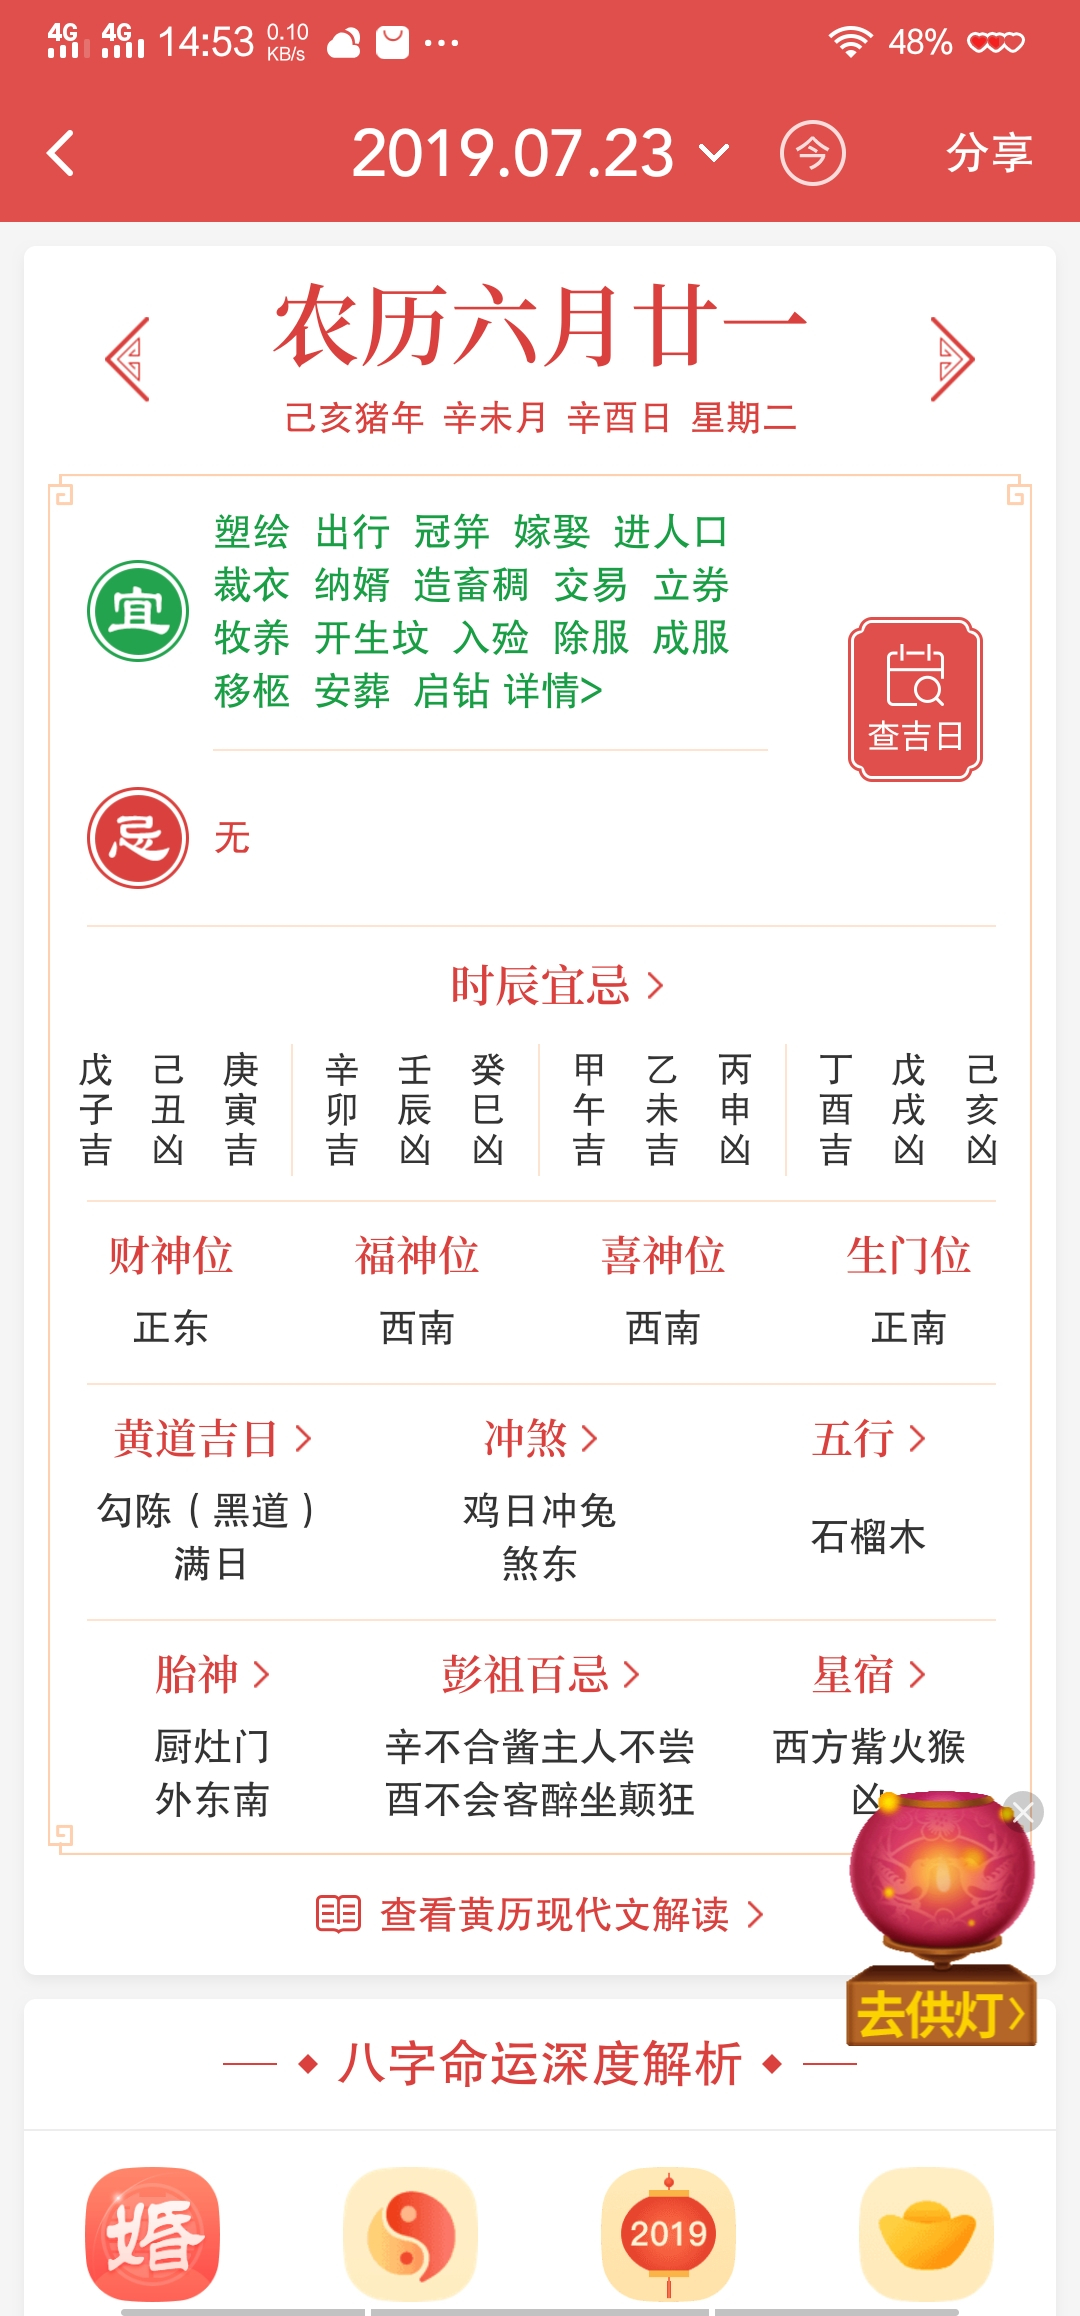 4G 4G 14:53 0.10 KB/s ... 48%
2019.07.23 今 分享
农历六月廿一
己亥猪年 辛未月 辛酉日 星期二
宜
塑绘 出行 冠笄 嫁娶 进人口
裁衣 纳婿 造畜稠 交易 立券
牧养 开生坟 入殓 除服 成服
移柩 安葬 启钻 详情>
查吉日
忌 无
时辰宜忌 >
戊子吉 己丑凶 庚寅吉 辛卯吉 壬辰凶 癸巳凶 甲午吉 乙未吉 丙申凶 丁酉吉 戊戌凶 己亥凶
财神位 福神位 喜神位 生门位
正东 西南 西南 正南
黄道吉日 > 冲煞 > 五行 >
勾陈（黑道） 鸡日冲兔 石榴木
满日 煞东
胎神 > 彭祖百忌 > 星宿 >
厨灶门 辛不合酱主人不尝 西方觜火猴
外东南 酉不会客醉坐颠狂 凶
查看黄历现代文解读 >
去供灯>
八字命运深度解析
婚 2019